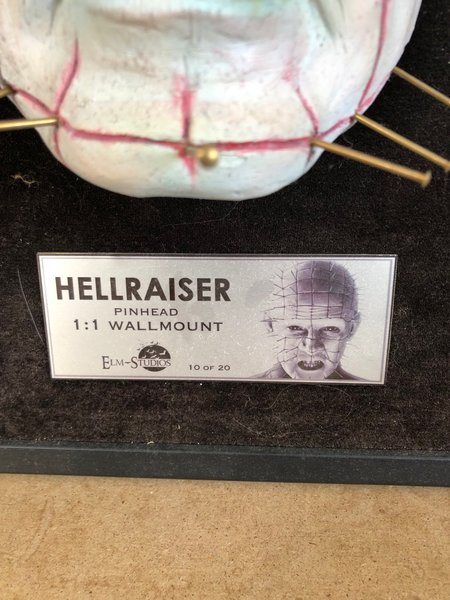 HELLRAISER
PINHEAD
1:1 WALLMOUNT
ELM-STUDIOS
10 OF 20